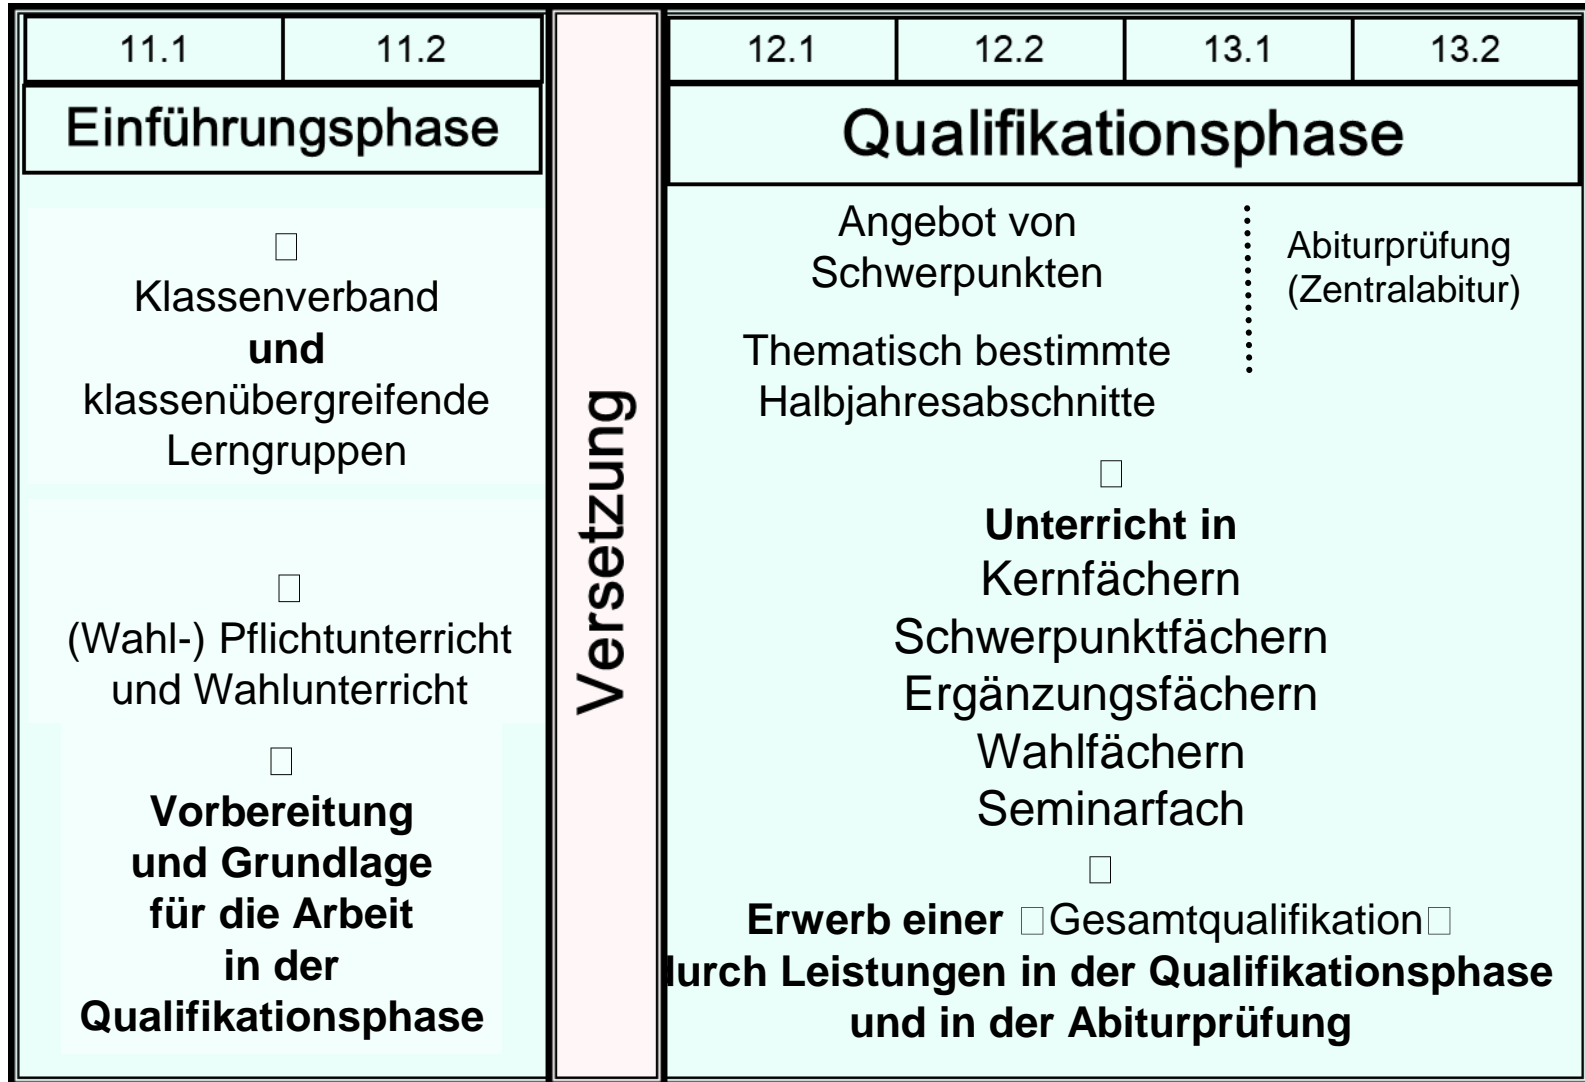 11.1 11.2
Einführungsphase
Klassenverband
und
klassenübergreifende
Lerngruppen
(Wahl-) Pflichtunterricht
und Wahlunterricht
Vorbereitung
und Grundlage
für die Arbeit
in der
Qualifikationsphase
Versetzung
12.1 12.2 13.1 13.2
Qualifikationsphase
Angebot von
Schwerpunkten
Thematisch bestimmte
Halbjahresabschnitte
Abiturprüfung
(Zentralabitur)
Unterricht in
Kernfächern
Schwerpunktfächern
Ergänzungsfächern
Wahlfächern
Seminarfach
Erwerb einer Gesamtqualifikation
durch Leistungen in der Qualifikationsphase
und in der Abiturprüfung